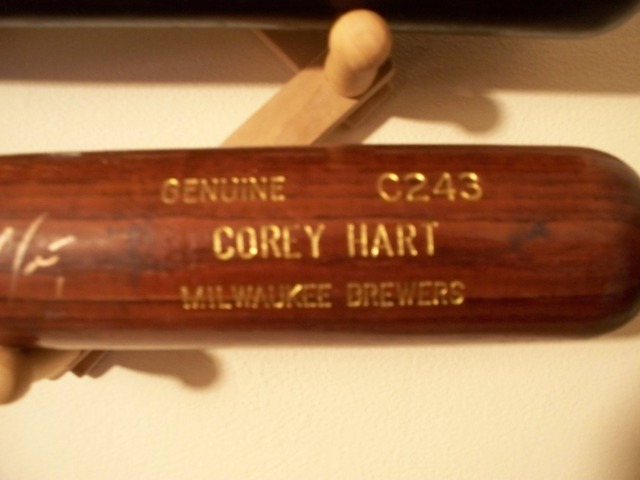 GENUINE C243
COREY HART
MILWAUKEE BREWERS